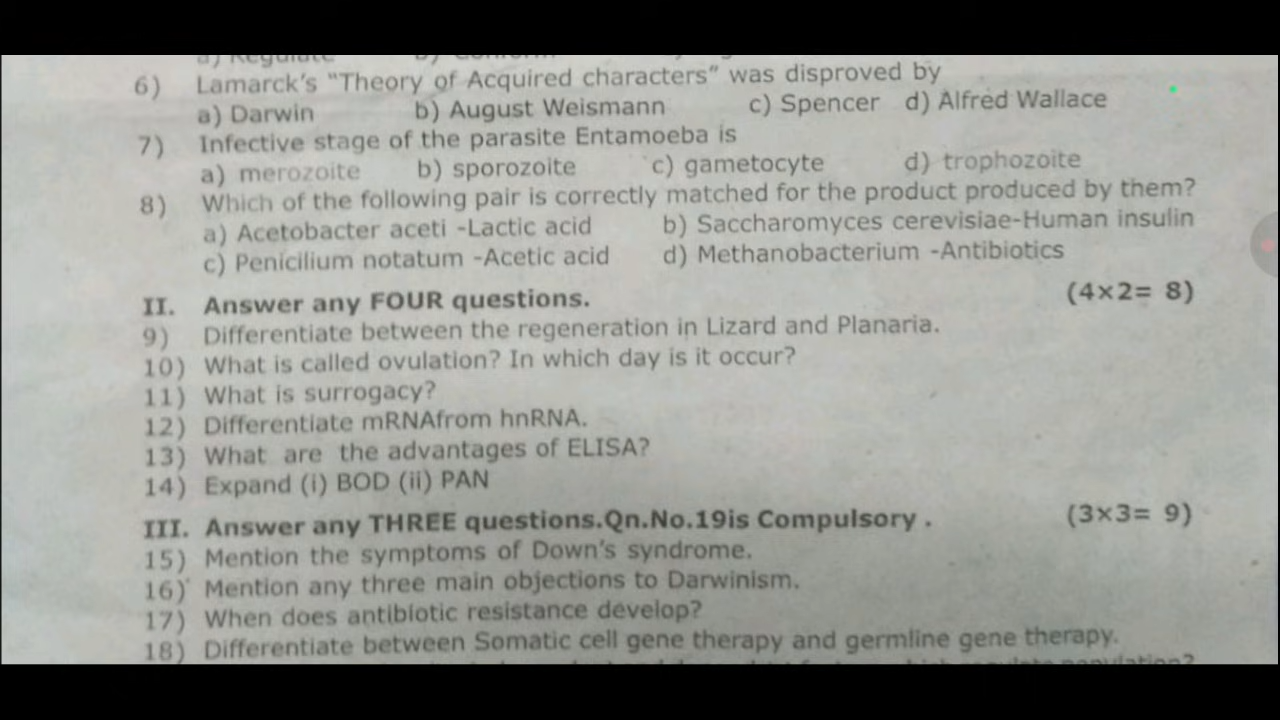 a) Regulate b) Conform
6) Lamarck's "Theory of Acquired characters" was disproved by
a) Darwin b) August Weismann c) Spencer d) Alfred Wallace
7) Infective stage of the parasite Entamoeba is
a) merozoite b) sporozoite c) gametocyte d) trophozoite
8) Which of the following pair is correctly matched for the product produced by them?
a) Acetobacter aceti -Lactic acid b) Saccharomyces cerevisiae-Human insulin
c) Penicilium notatum -Acetic acid d) Methanobacterium -Antibiotics
II. Answer any FOUR questions. (4x2= 8)
9) Differentiate between the regeneration in Lizard and Planaria.
10) What is called ovulation? In which day is it occur?
11) What is surrogacy?
12) Differentiate mRNAfrom hnRNA.
13) What are the advantages of ELISA?
14) Expand (i) BOD (ii) PAN
III. Answer any THREE questions.Qn.No.19is Compulsory . (3x3= 9)
15) Mention the symptoms of Down's syndrome.
16) Mention any three main objections to Darwinism.
17) When does antibiotic resistance develop?
18) Differentiate between Somatic cell gene therapy and germline gene therapy.
population?